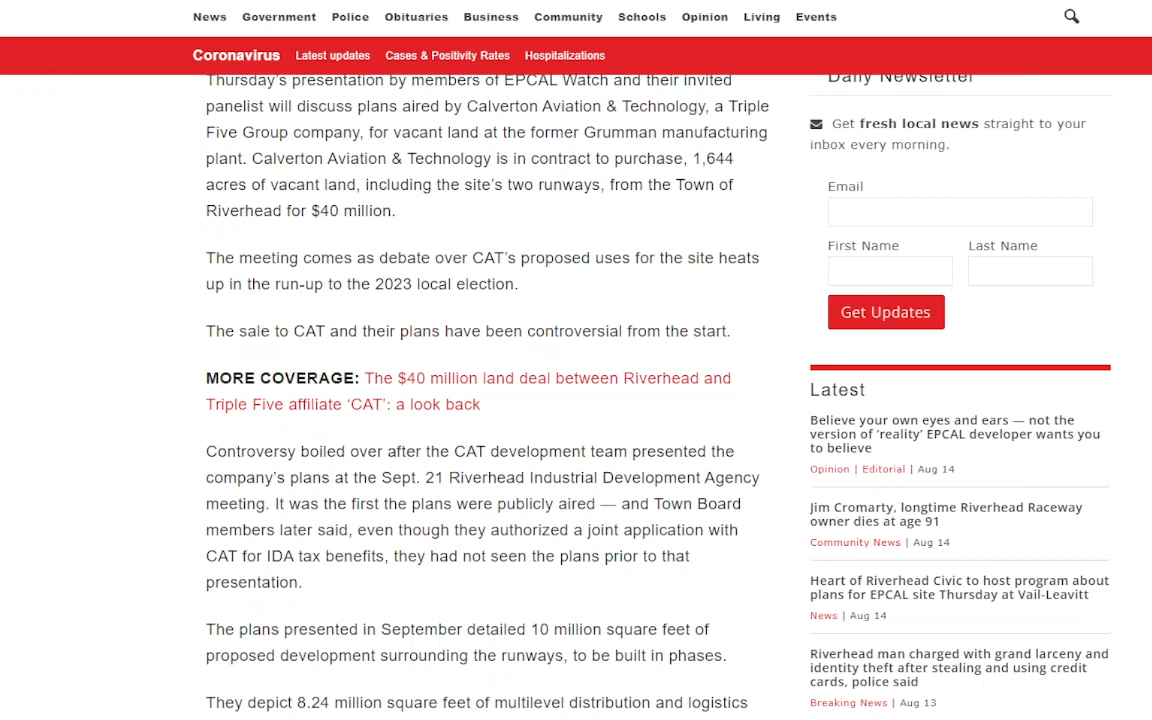 News Government Police Obituaries Business Community Schools Opinion Living Events
Coronavirus Latest updates Cases & Positivity Rates Hospitalizations
Thursday's presentation by members of EPCAL Watch and their invited
panelist will discuss plans aired by Calverton Aviation & Technology, a Triple
Five Group company, for vacant land at the former Grumman manufacturing
plant. Calverton Aviation & Technology is in contract to purchase, 1,644
acres of vacant land, including the site's two runways, from the Town of
Riverhead for $40 million.
The meeting comes as debate over CAT's proposed uses for the site heats
up in the run-up to the 2023 local election.
The sale to CAT and their plans have been controversial from the start.
MORE COVERAGE: The $40 million land deal between Riverhead and
Triple Five affiliate 'CAT': a look back
Controversy boiled over after the CAT development team presented the
company's plans at the Sept. 21 Riverhead Industrial Development Agency
meeting. It was the first the plans were publicly aired — and Town Board
members later said, even though they authorized a joint application with
CAT for IDA tax benefits, they had not seen the plans prior to that
presentation.
The plans presented in September detailed 10 million square feet of
proposed development surrounding the runways, to be built in phases.
They depict 8.24 million square feet of multilevel distribution and logistics
Daily Newsletter
Get fresh local news straight to your
inbox every morning.
Email
First Name Last Name
Get Updates
Latest
Believe your own eyes and ears — not the
version of 'reality' EPCAL developer wants you
to believe
Opinion | Editorial | Aug 14
Jim Cromarty, longtime Riverhead Raceway
owner dies at age 91
Community News | Aug 14
Heart of Riverhead Civic to host program about
plans for EPCAL site Thursday at Vail-Leavitt
News | Aug 14
Riverhead man charged with grand larceny and
identity theft after stealing and using credit
cards, police said
Breaking News | Aug 13